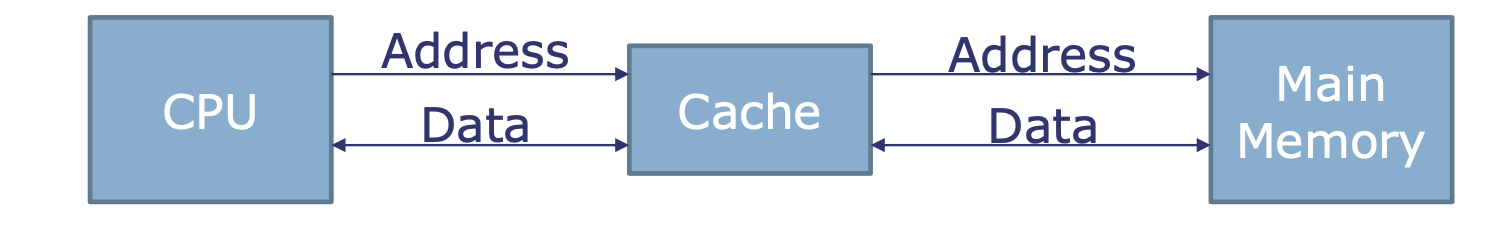 CPU
Address
Data
Cache
Address
Data
Main
Memory